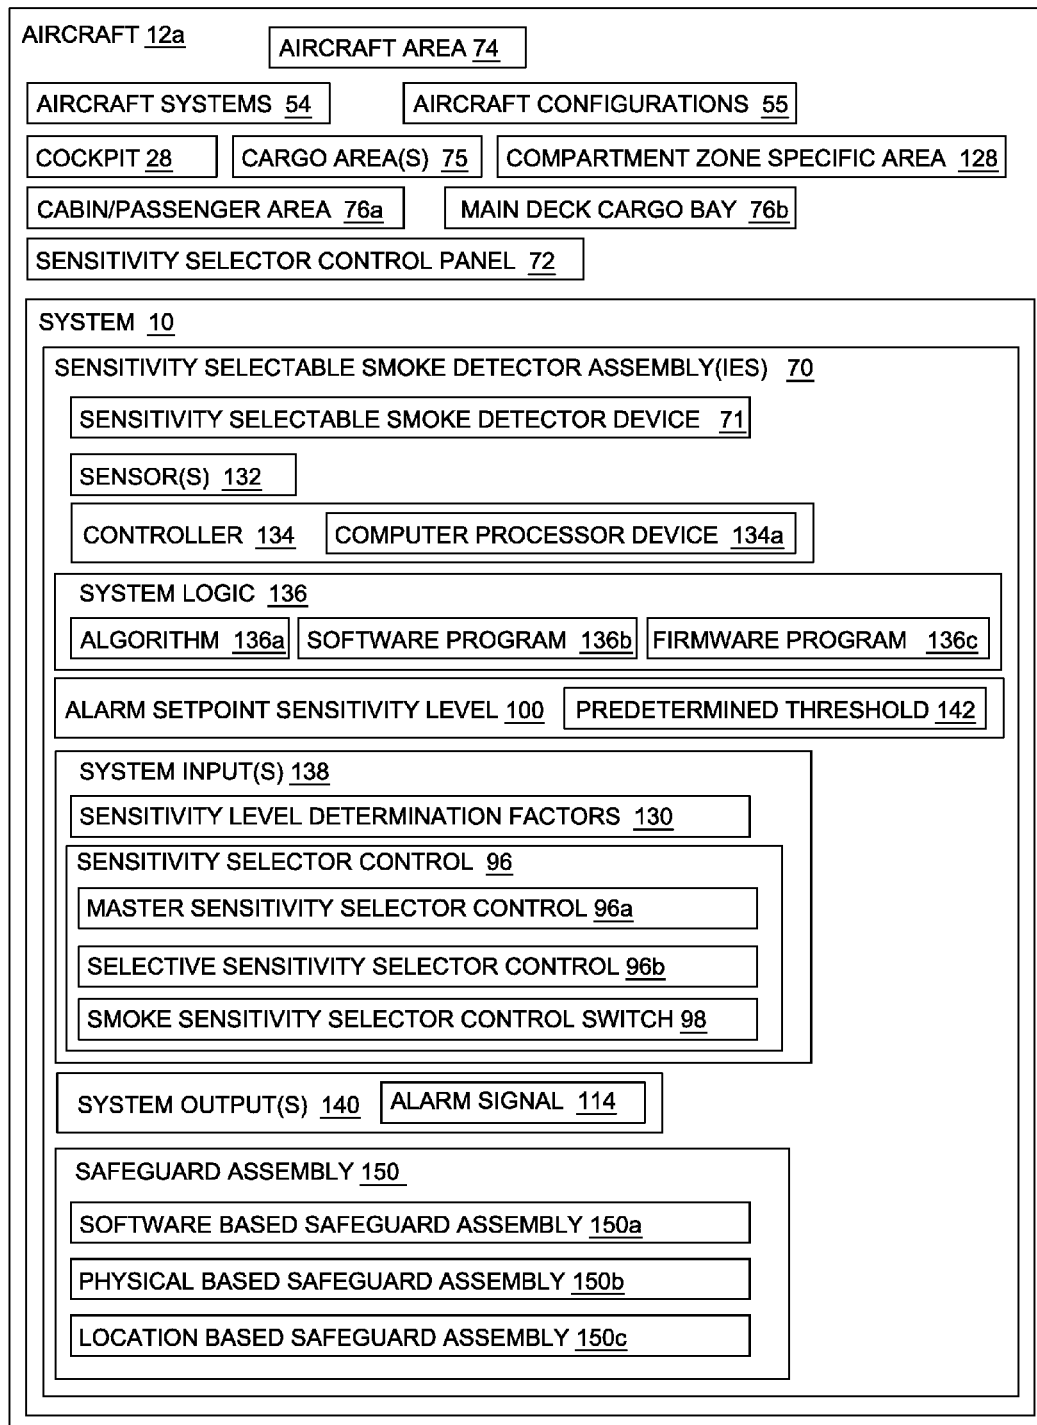 AIRCRAFT 12a
AIRCRAFT AREA 74
AIRCRAFT SYSTEMS 54
AIRCRAFT CONFIGURATIONS 55
COCKPIT 28
CARGO AREA(S) 75
COMPARTMENT ZONE SPECIFIC AREA 128
CABIN/PASSENGER AREA 76a
MAIN DECK CARGO BAY 76b
SENSITIVITY SELECTOR CONTROL PANEL 72
SYSTEM 10
SENSITIVITY SELECTABLE SMOKE DETECTOR ASSEMBLY(IES) 70
SENSITIVITY SELECTABLE SMOKE DETECTOR DEVICE 71
SENSOR(S) 132
CONTROLLER 134
COMPUTER PROCESSOR DEVICE 134a
SYSTEM LOGIC 136
ALGORITHM 136a
SOFTWARE PROGRAM 136b
FIRMWARE PROGRAM 136c
ALARM SETPOINT SENSITIVITY LEVEL 100
PREDETERMINED THRESHOLD 142
SYSTEM INPUT(S) 138
SENSITIVITY LEVEL DETERMINATION FACTORS 130
SENSITIVITY SELECTOR CONTROL 96
MASTER SENSITIVITY SELECTOR CONTROL 96a
SELECTIVE SENSITIVITY SELECTOR CONTROL 96b
SMOKE SENSITIVITY SELECTOR CONTROL SWITCH 98
SYSTEM OUTPUT(S) 140
ALARM SIGNAL 114
SAFEGUARD ASSEMBLY 150
SOFTWARE BASED SAFEGUARD ASSEMBLY 150a
PHYSICAL BASED SAFEGUARD ASSEMBLY 150b
LOCATION BASED SAFEGUARD ASSEMBLY 150c